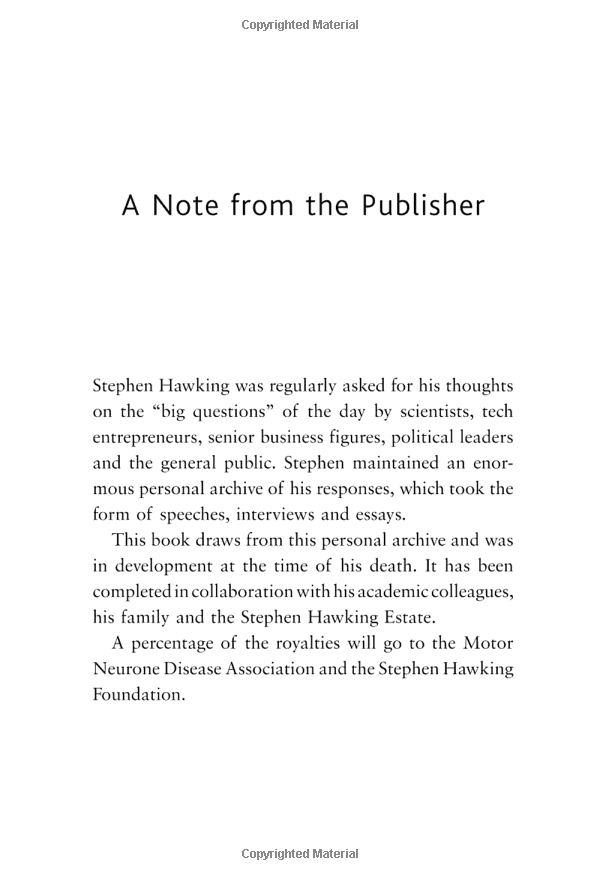 Copyrighted Material
A Note from the Publisher
Stephen Hawking was regularly asked for his thoughts
on the “big questions” of the day by scientists, tech
entrepreneurs, senior business figures, political leaders
and the general public. Stephen maintained an enor-
mous personal archive of his responses, which took the
form of speeches, interviews and essays.
This book draws from this personal archive and was
in development at the time of his death. It has been
completed in collaboration with his academic colleagues,
his family and the Stephen Hawking Estate.
A percentage of the royalties will go to the Motor
Neurone Disease Association and the Stephen Hawking
Foundation.
Copyrighted Material